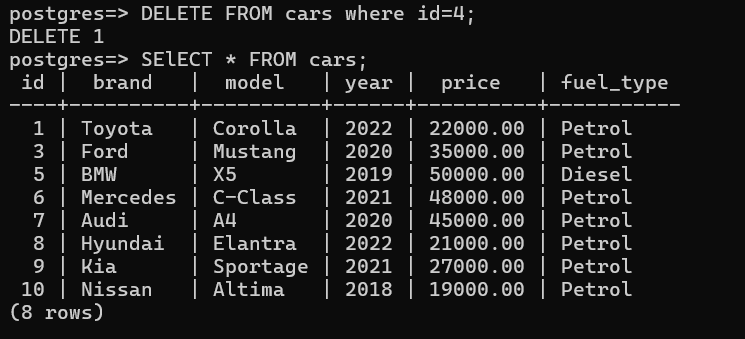 postgres=> DELETE FROM cars where id=4;
DELETE 1
postgres=> SElECT * FROM cars;
 id |  brand   |  model   | year |  price   | fuel_type
----+----------+----------+------+----------+-----------
  1 | Toyota   | Corolla  | 2022 | 22000.00 | Petrol
  3 | Ford     | Mustang  | 2020 | 35000.00 | Petrol
  5 | BMW      | X5       | 2019 | 50000.00 | Diesel
  6 | Mercedes | C-Class  | 2021 | 48000.00 | Petrol
  7 | Audi     | A4       | 2020 | 45000.00 | Petrol
  8 | Hyundai  | Elantra  | 2022 | 21000.00 | Petrol
  9 | Kia      | Sportage | 2021 | 27000.00 | Petrol
 10 | Nissan   | Altima   | 2018 | 19000.00 | Petrol
(8 rows)